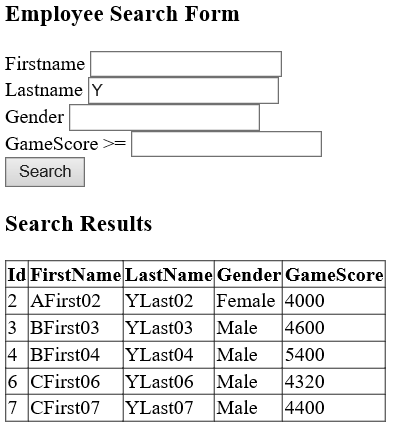 Employee Search Form
Firstname
Lastname Y
Gender
GameScore >=
Search
Search Results
Id FirstName LastName Gender GameScore
2 AFirst02 YLast02 Female 4000
3 BFirst03 YLast03 Male 4600
4 BFirst04 YLast04 Male 5400
6 CFirst06 YLast06 Male 4320
7 CFirst07 YLast07 Male 4400